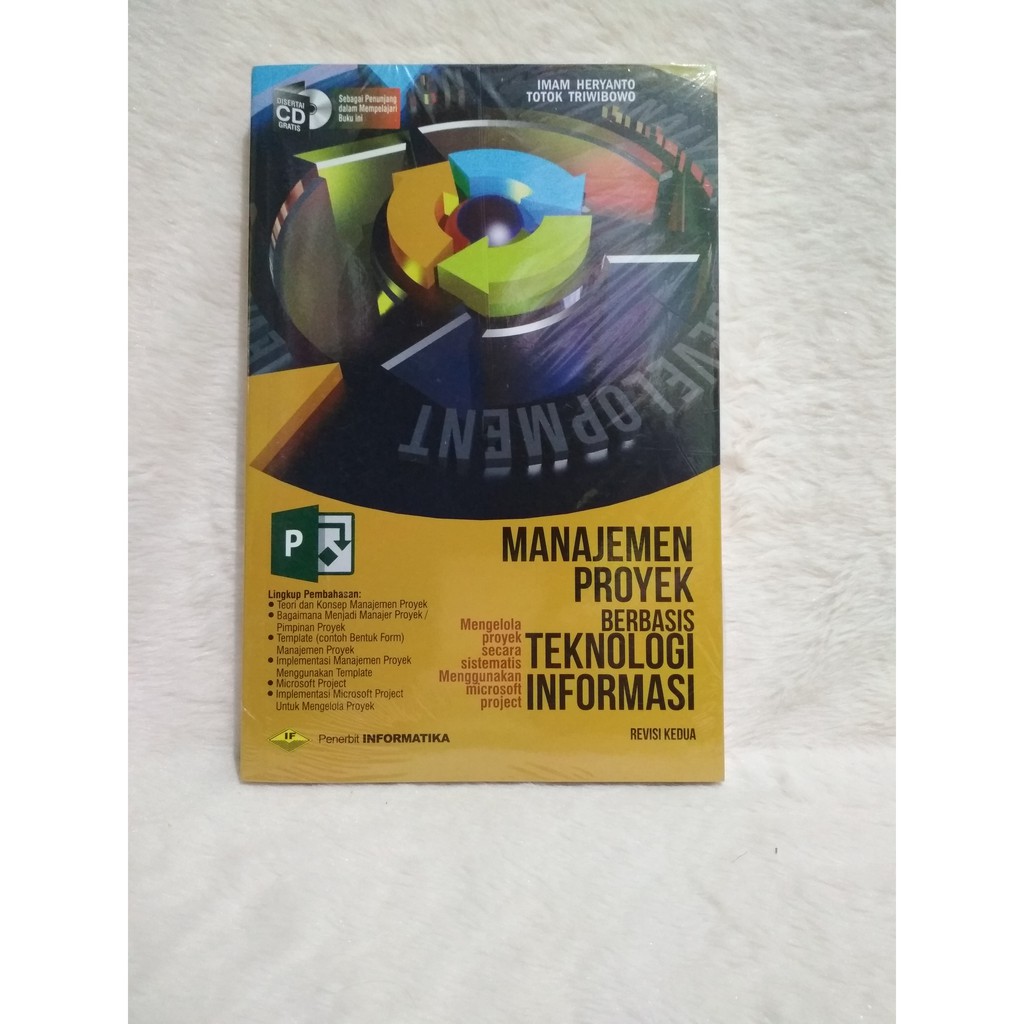 DISERTAI
CD
GRATIS
Sebagai Penunjang
dalam Mempelajari
Buku ini
IMAM HERYANTO
TOTOK TRIWIBOWO
DEVELOPMENT
P
MANAJEMEN
PROYEK
BERBASIS
TEKNOLOGI
INFORMASI
Mengelola
proyek
secara
sistematis
Menggunakan
microsoft
project
Lingkup Pembahasan:
● Teori dan Konsep Manajemen Proyek
● Bagaimana Menjadi Manajer Proyek /
Pimpinan Proyek
● Template (contoh Bentuk Form)
Manajemen Proyek
● Implementasi Manajemen Proyek
Menggunakan Template
● Microsoft Project
● Implementasi Microsoft Project
Untuk Mengelola Proyek
IF Penerbit INFORMATIKA
REVISI KEDUA